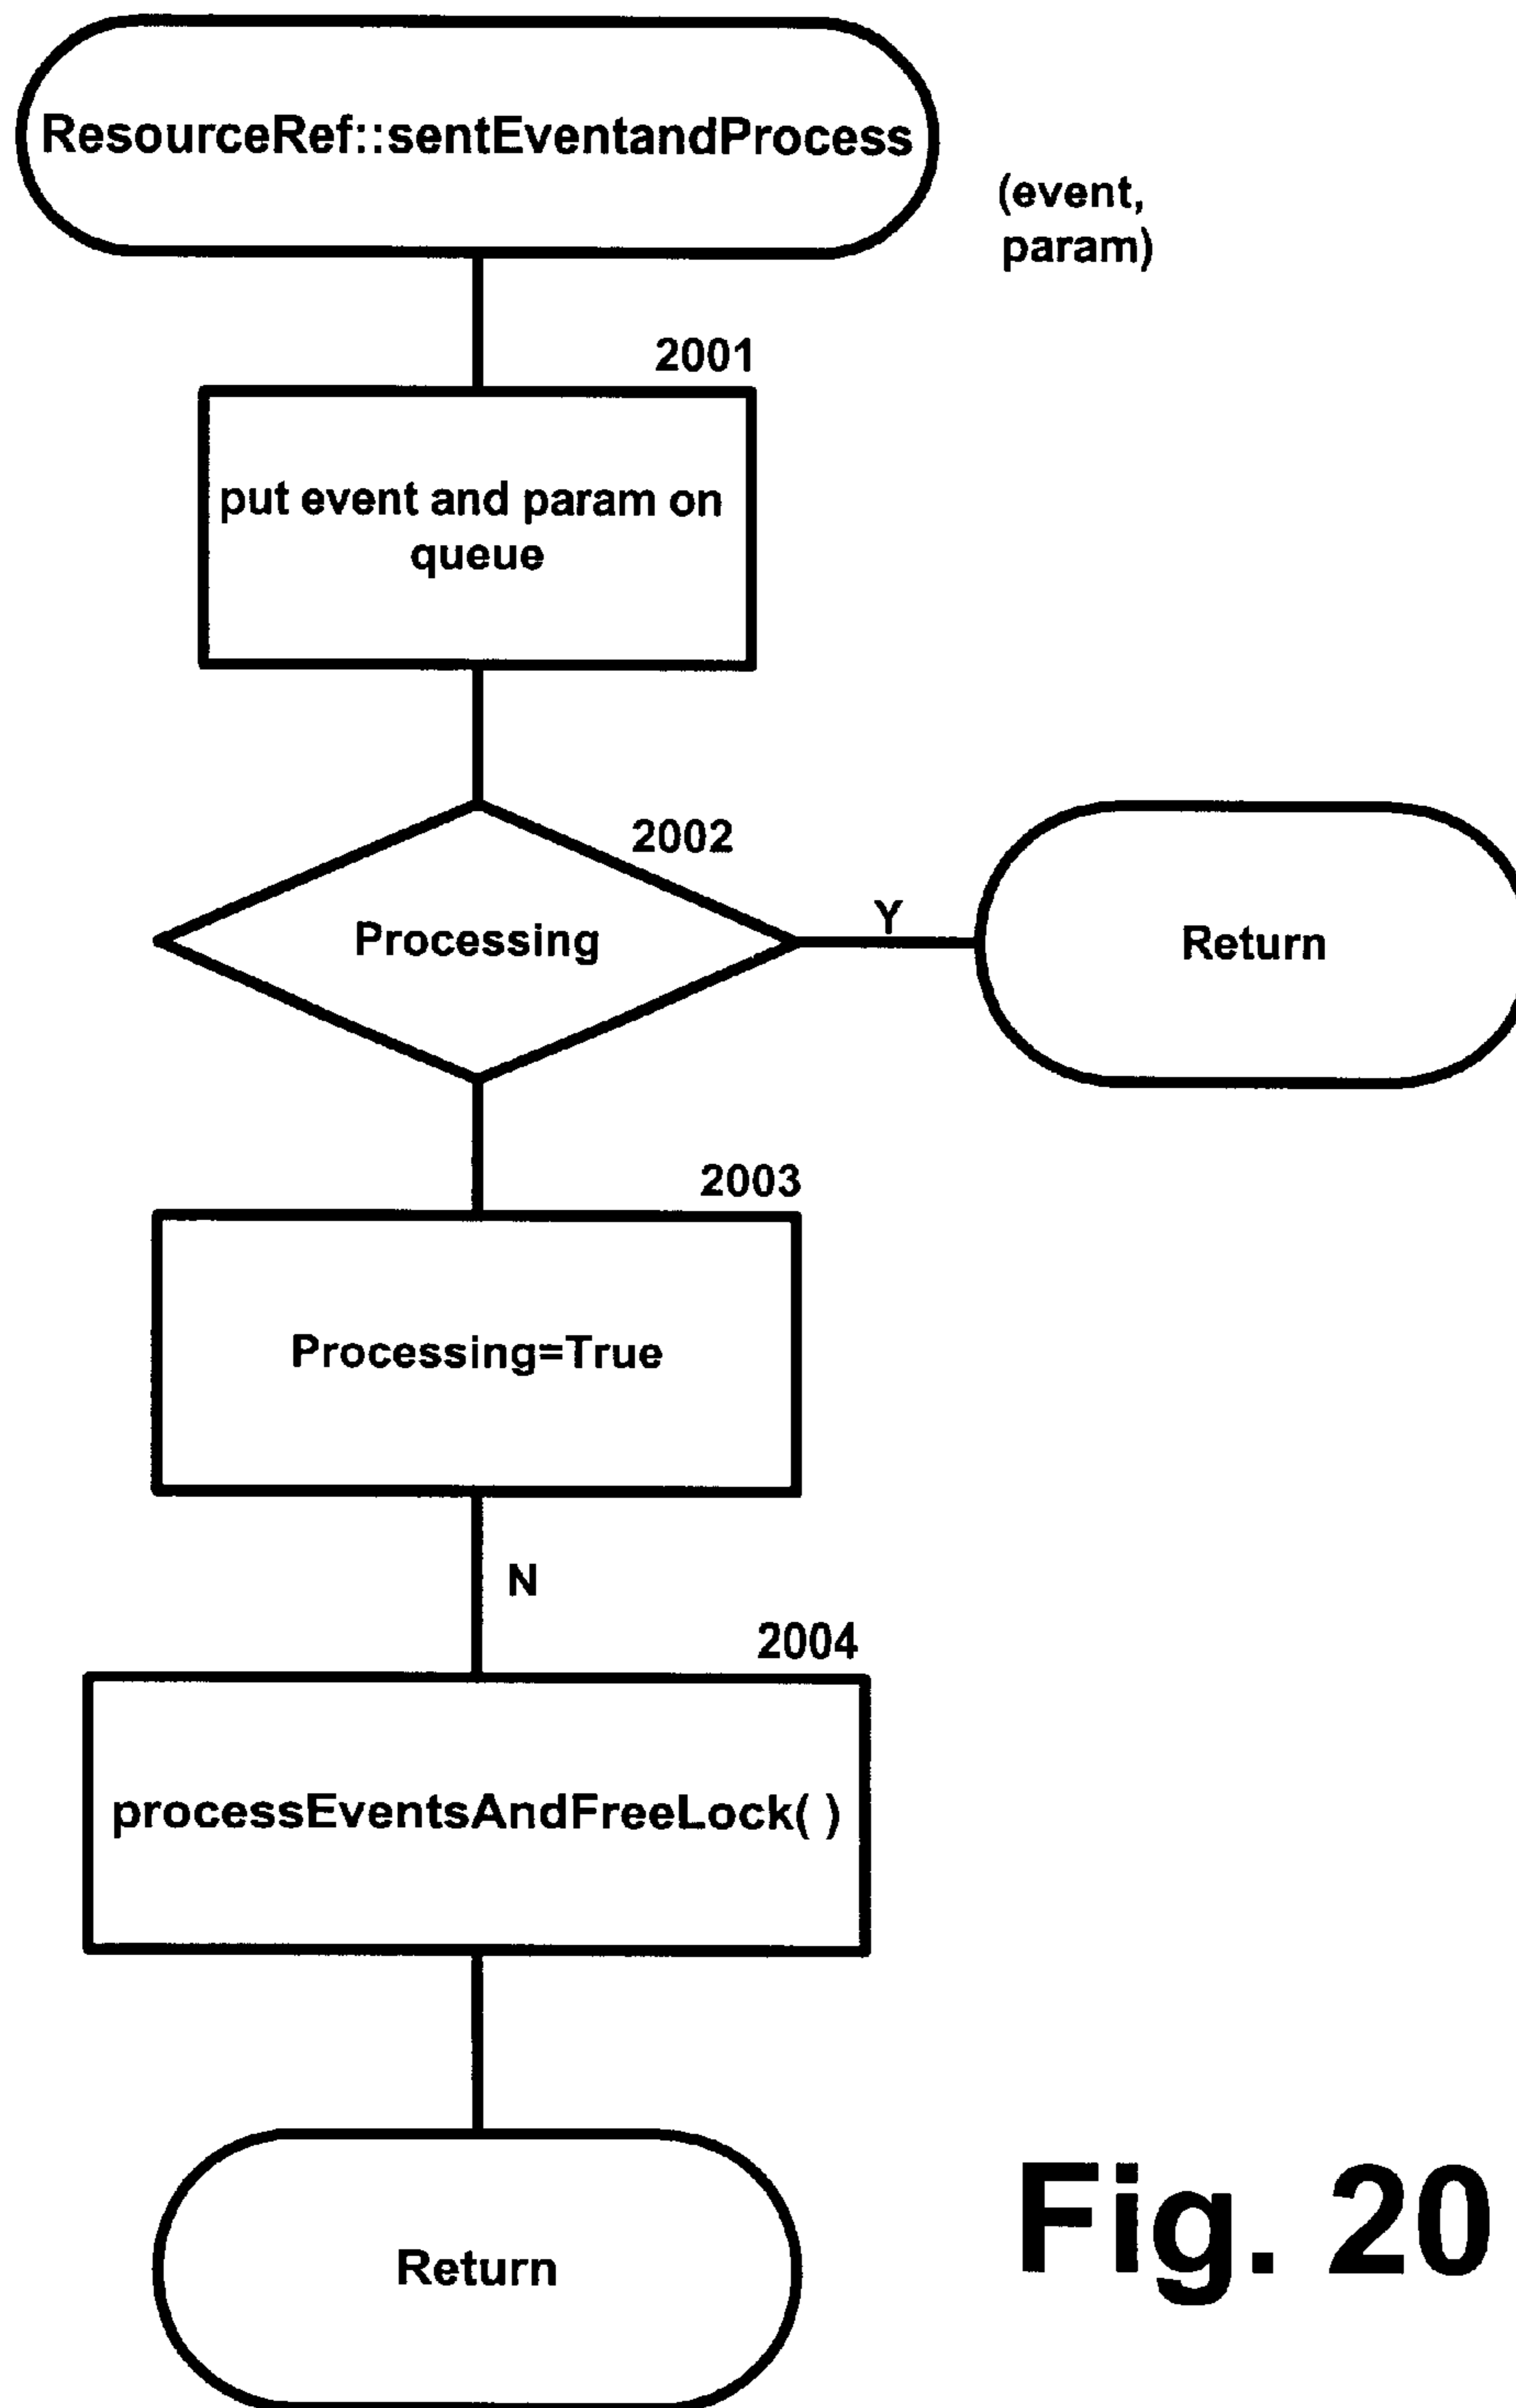 ResourceRef::sentEventandProcess
(event,
param)
2001
put event and param on
queue
2002
Processing
Y
Return
2003
Processing=True
N
2004
processEventsAndFreeLock( )
Return
Fig. 20